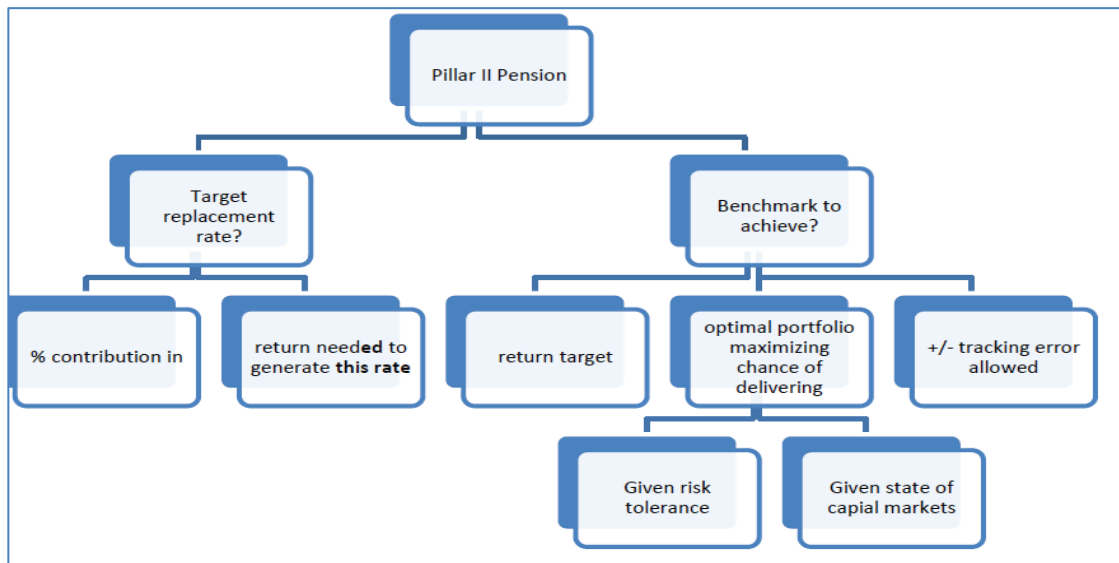 Pillar II Pension
Target
replacement
rate?
Benchmark to
achieve?
% contribution in
return needed to
generate this rate
return target
optimal portfolio
maximizing
chance of
delivering
+/- tracking error
allowed
Given risk
tolerance
Given state of
capial markets